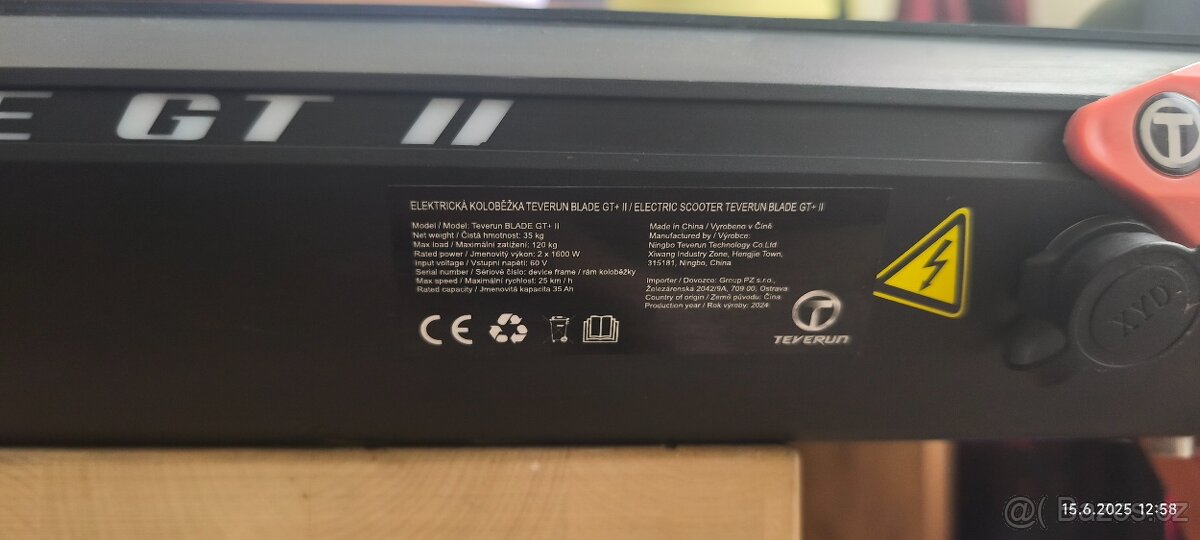 E GT II
ELEKTRICKÁ KOLOBĚŽKA TEVERUN BLADE GT+ II / ELECTRIC SCOOTER TEVERUN BLADE GT+ II
Model / Model: Teverun BLADE GT+ II
Net weight / Čistá hmotnost: 35 kg
Max load / Maximální zatížení: 120 kg
Rated power / Jmenovitý výkon: 2 x 1600 W
Input voltage / Vstupní napětí: 60 V
Serial number / Sériové číslo: device frame / rám koloběžky
Max speed / Maximální rychlost: 25 km / h
Rated capacity / Jmenovitá kapacita 35 Ah
Made in China / Vyrobeno v Číně
Manufactured by / Výrobce:
Ningbo Teverun Technology Co.Ltd
Xiwang Industry Zone, Hengjie Town,
315181, Ningbo, China
Importer / Dovozce: Group PZ s.r.o.,
Železárenská 2042/9A, 709 00, Ostrava
Country of origin / Země původu: Čína
Production year / Rok výroby: 2024
CE
TEVERUN
XYD
15.6.2025 12:58
@ Bazos.cz